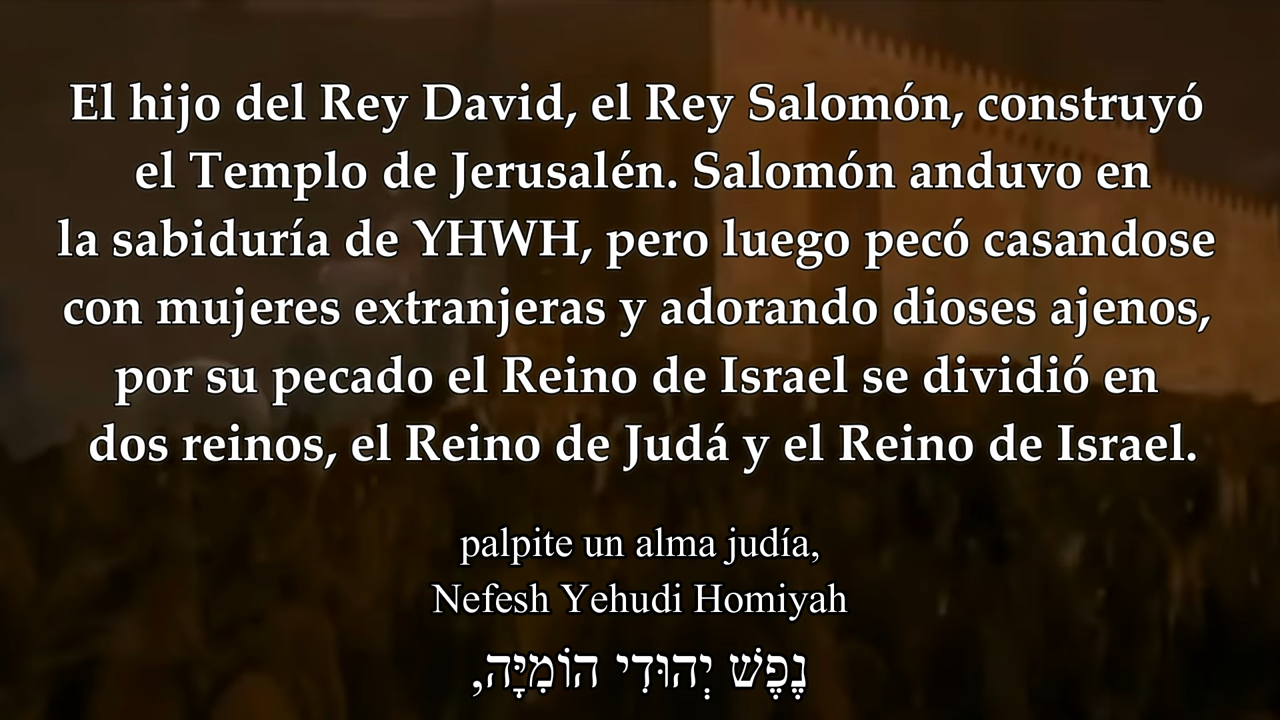 El hijo del Rey David, el Rey Salomón, construyó
el Templo de Jerusalén. Salomón anduvo en
la sabiduría de YHWH, pero luego pecó casandose
con mujeres extranjeras y adorando dioses ajenos,
por su pecado el Reino de Israel se dividió en
dos reinos, el Reino de Judá y el Reino de Israel.
palpite un alma judía,
Nefesh Yehudi Homiyah
נֶפֶשׁ יְהוּדִי הוֹמִיָּה,